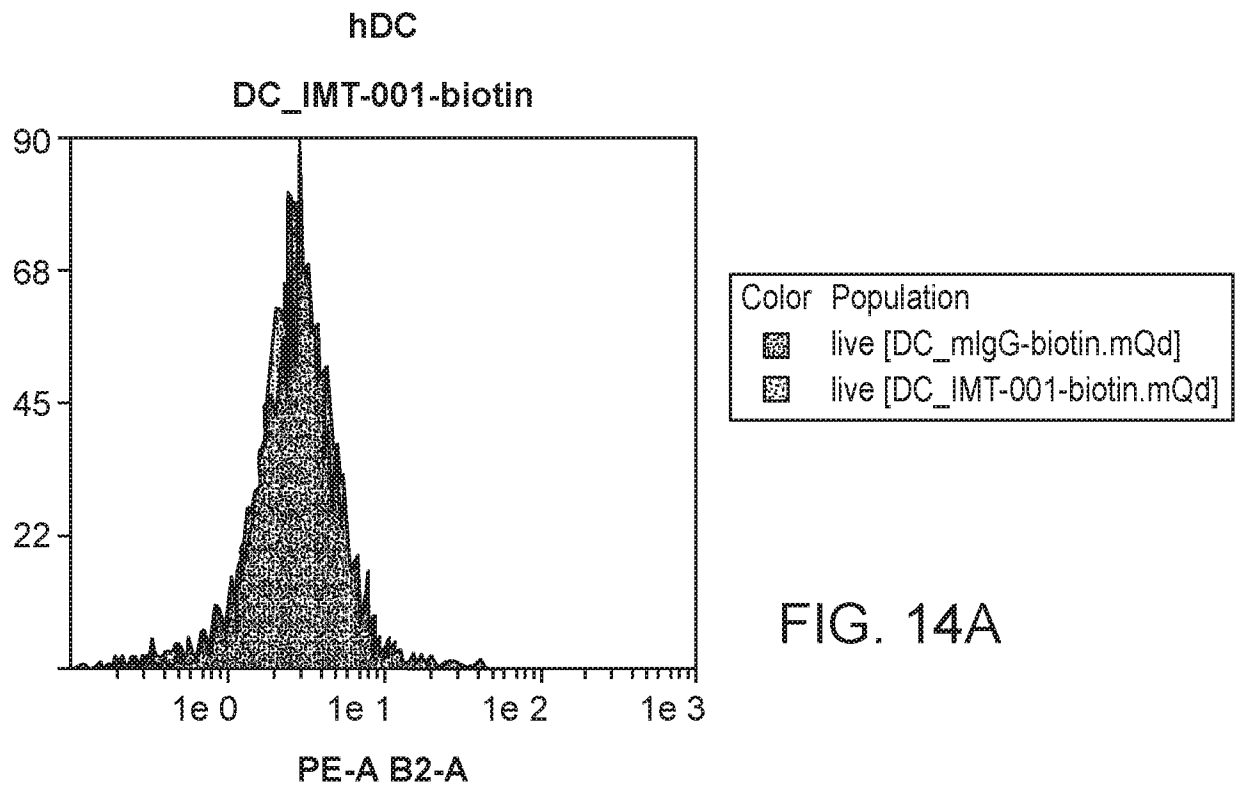 hDC
DC_IMT-001-biotin
90
68
45
22
1e 0 1e 1 1e 2 1e 3
PE-A B2-A
Color Population
live [DC_mIgG-biotin.mQd]
live [DC_IMT-001-biotin.mQd]
FIG. 14A